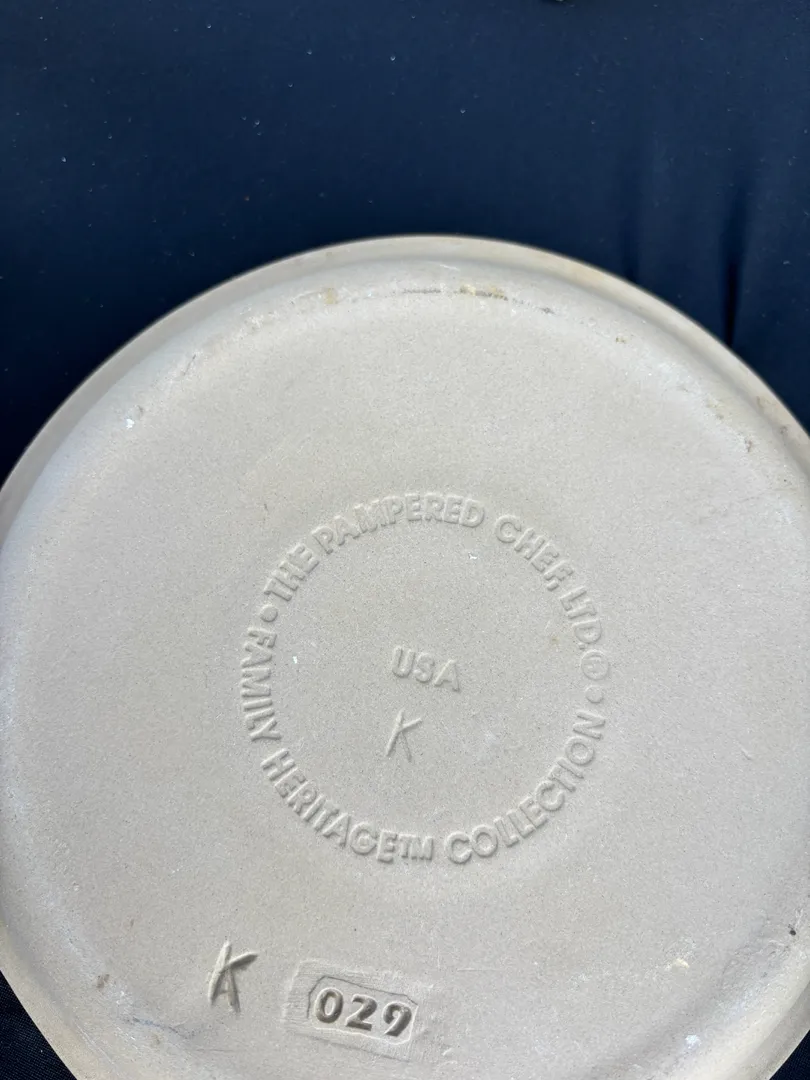 • THE PAMPERED CHEF, LTD.® •
FAMILY HERITAGE™ COLLECTION
USA
K
K
029